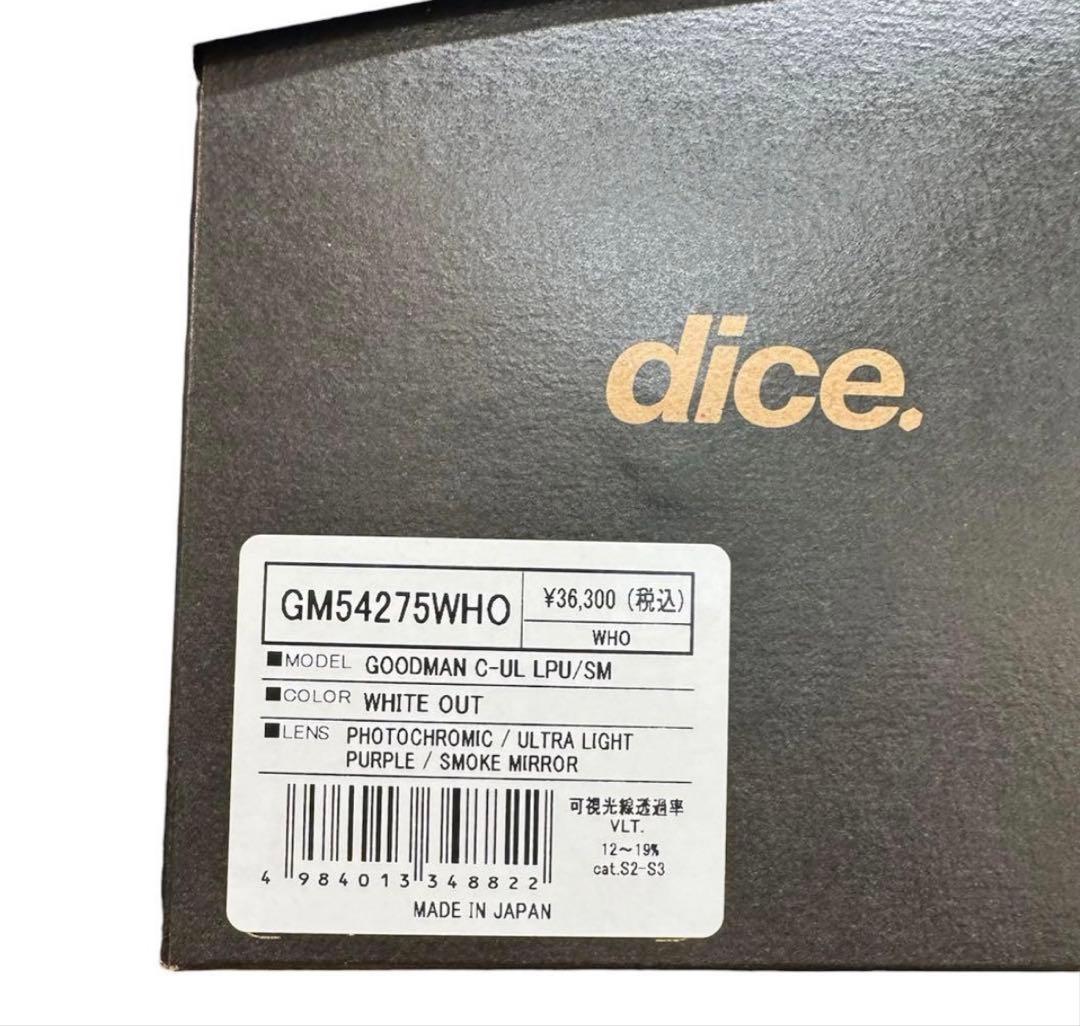 dice.
GM54275WHO
¥36,300 (税込)
WHO
■MODEL GOODMAN C-UL LPU/SM
■COLOR WHITE OUT
■LENS PHOTOCHROMIC / ULTRA LIGHT
PURPLE / SMOKE MIRROR
可視光線透過率
VLT.
12～19%
cat.S2-S3
4 984013 348822
MADE IN JAPAN